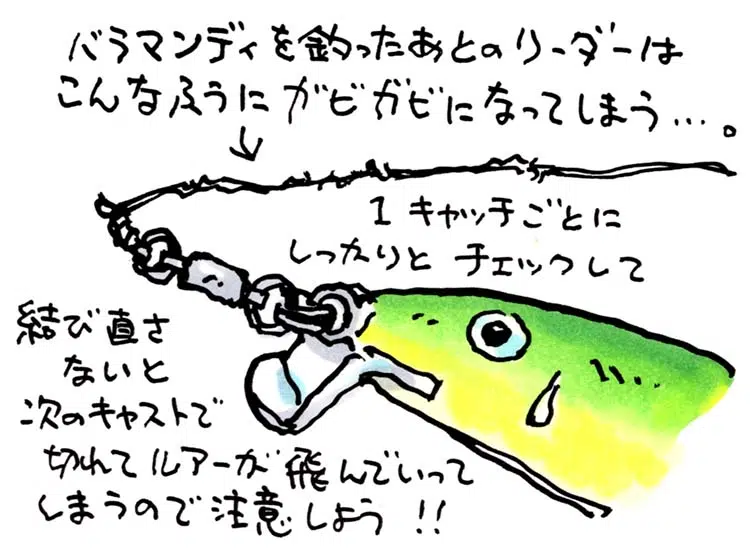 バラマンディを釣ったあとのリーダーは
こんなふうにガビガビになってしまう…。
1キャッチごとに
しっかりとチェックして
結び直さ
ないと
次のキャストで
切れてルアーが飛んでいって
しまうので注意しよう!!